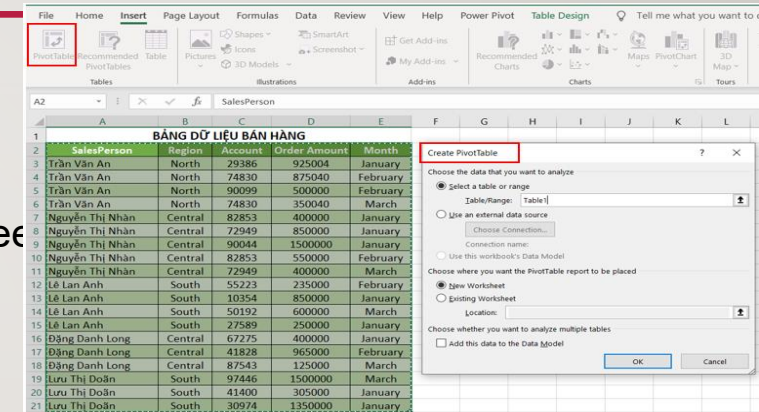 File Home Insert Page Layout Formulas Data Review View Help Power Pivot Table Design Tell me what you want to
PivotTable Recommended PivotTables Table Pictures Shapes Icons 3D Models SmartArt Screenshot Get Add-ins My Add-ins Recommended Charts Maps PivotChart 3D Map
Tables Illustrations Add-ins Charts Tours
A2 fx SalesPerson
A B C D E F G H I J K L
1 BẢNG DỮ LIỆU BÁN HÀNG
2 SalesPerson Region Account Order Amount Month
3 Trần Văn An North 29386 925004 January
4 Trần Văn An North 74830 875040 February
5 Trần Văn An North 90099 500000 February
6 Trần Văn An North 74830 350040 March
7 Nguyễn Thị Nhàn Central 82853 400000 January
8 Nguyễn Thị Nhàn Central 72949 850000 January
9 Nguyễn Thị Nhàn Central 90044 1500000 January
10 Nguyễn Thị Nhàn Central 82853 550000 February
11 Nguyễn Thị Nhàn Central 72949 400000 March
12 Lê Lan Anh South 55223 235000 February
13 Lê Lan Anh South 10354 850000 January
14 Lê Lan Anh South 50192 600000 March
15 Lê Lan Anh South 27589 250000 January
16 Đặng Danh Long Central 67275 400000 January
17 Đặng Danh Long Central 41828 965000 February
18 Đặng Danh Long Central 87543 125000 March
19 Lưu Thị Doãn South 97446 1500000 March
20 Lưu Thị Doãn South 41400 305000 January
21 Lưu Thị Doãn South 30974 1350000 January
Create PivotTable ? ×
Choose the data that you want to analyze
Select a table or range
Table/Range: Table1
Use an external data source
Choose Connection...
Connection name:
Use this workbook's Data Model
Choose where you want the PivotTable report to be placed
New Worksheet
Existing Worksheet
Location:
Choose whether you want to analyze multiple tables
Add this data to the Data Model
OK Cancel